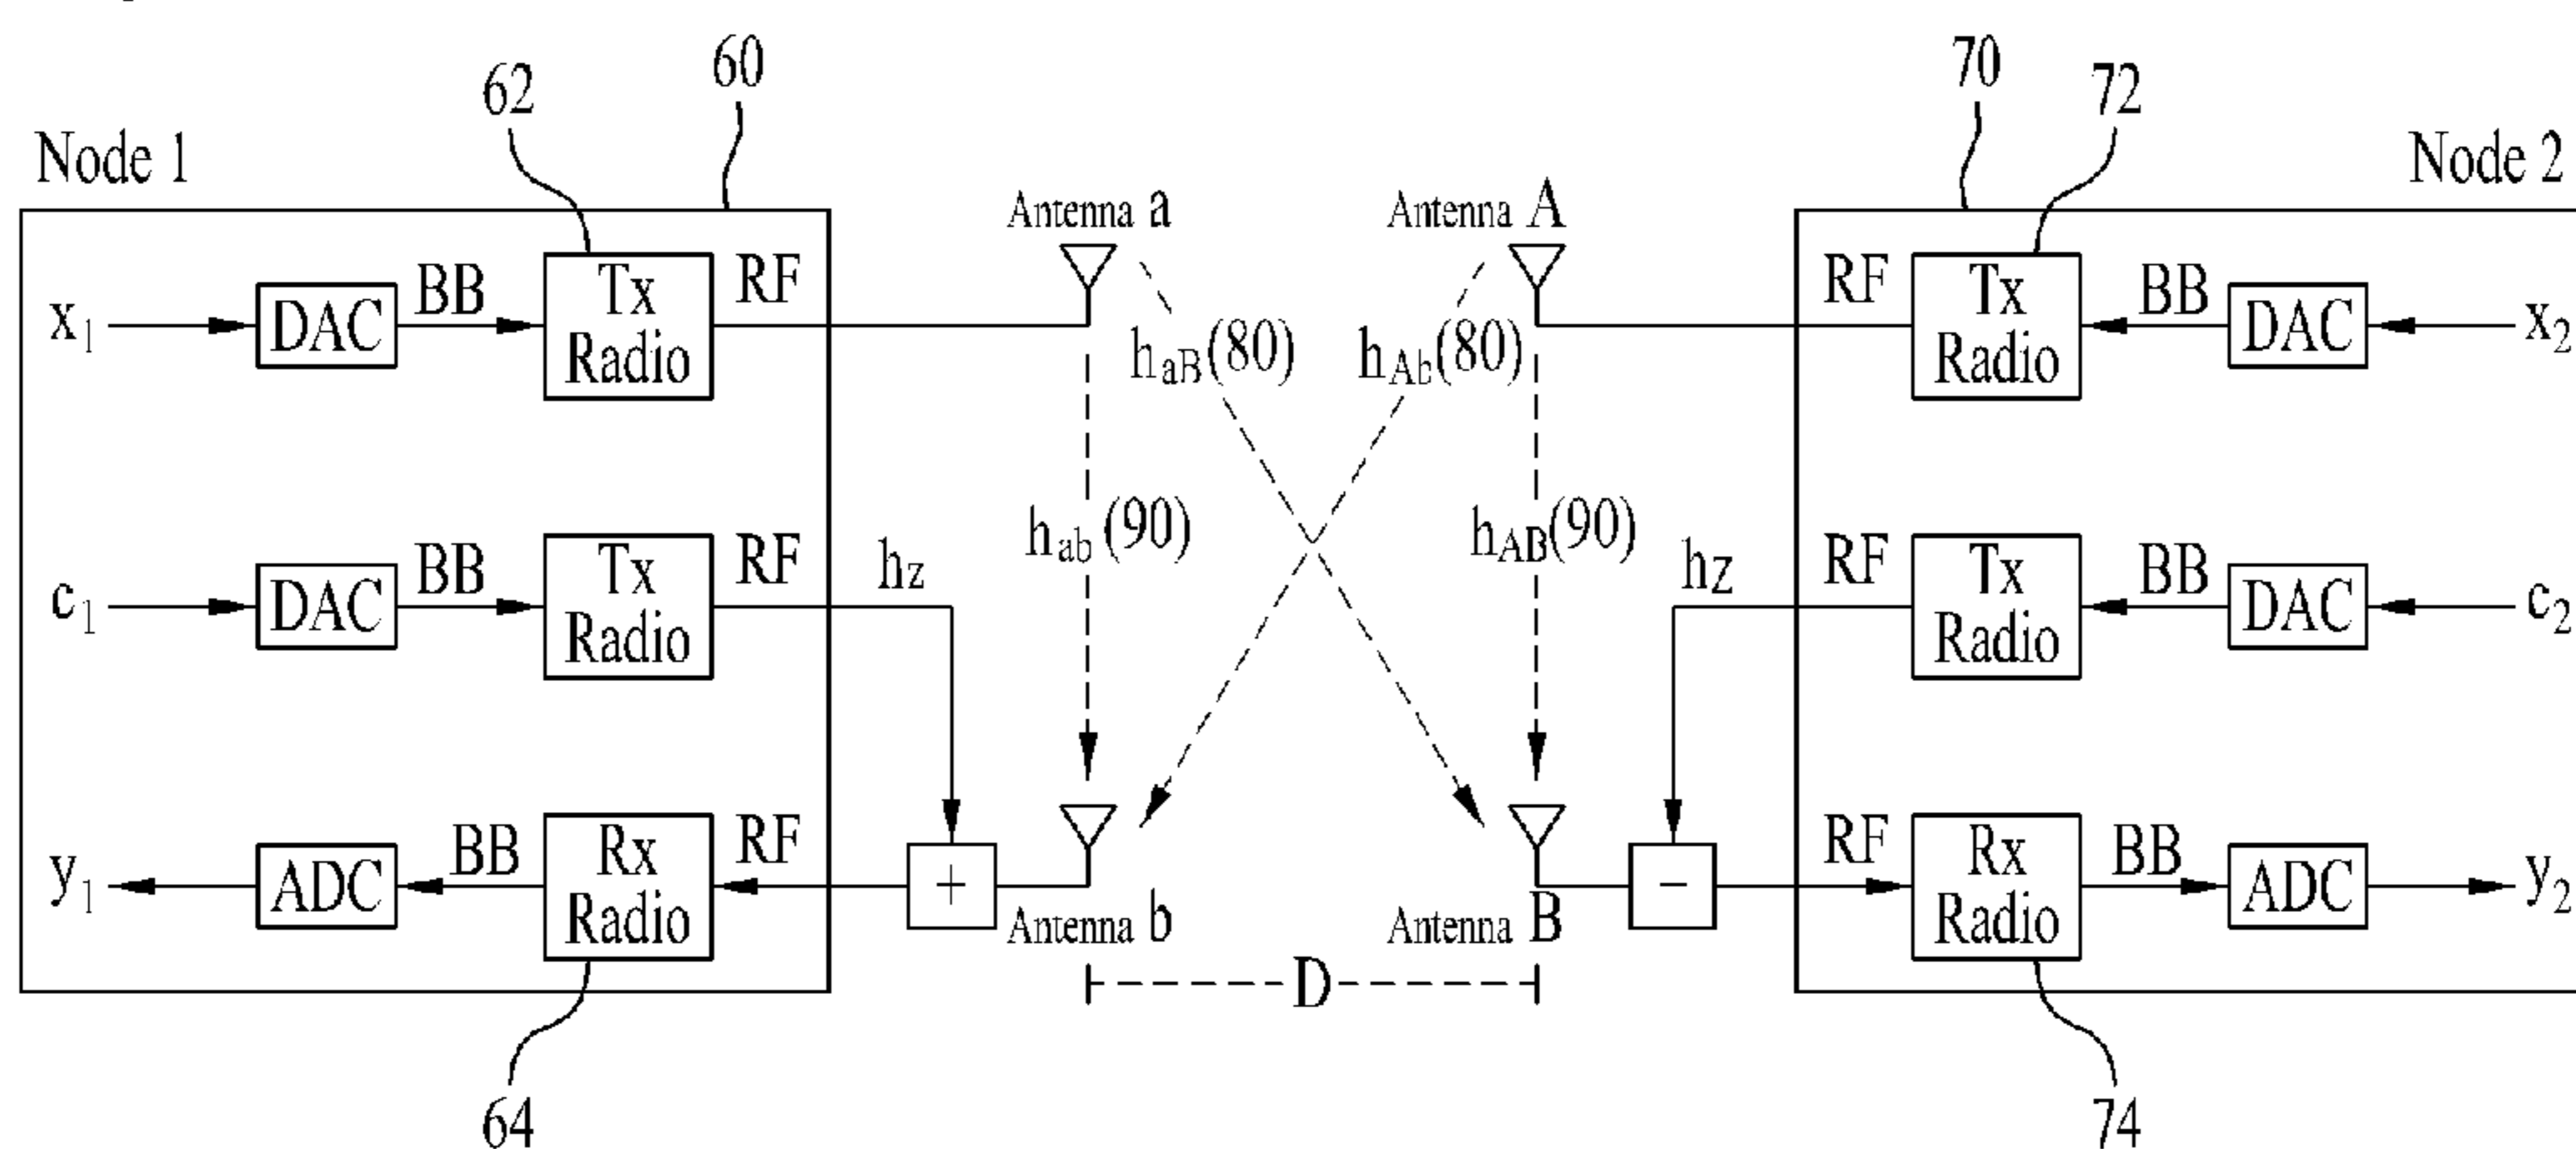 60
70
62
72
Node 1
Node 2
Antenna a
Antenna A
x1
DAC
BB
Tx
Radio
RF
haB(80)
hAb(80)
RF
Tx
Radio
BB
DAC
x2
c1
DAC
BB
Tx
Radio
RF
hz
hab (90)
hAB(90)
hZ
RF
Tx
Radio
BB
DAC
c2
y1
ADC
BB
Rx
Radio
RF
+
Antenna b
Antenna B
−
RF
Rx
Radio
BB
ADC
y2
D
64
74